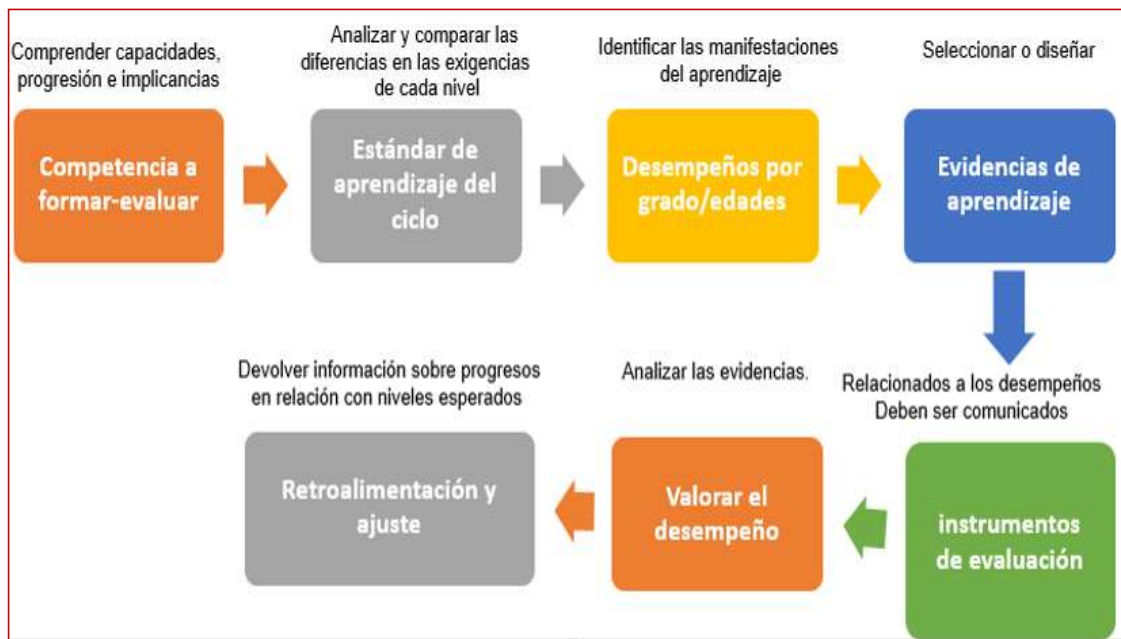 Comprender capacidades,
progresión e implicancias
Competencia a
formar-evaluar
Analizar y comparar las
diferencias en las exigencias
de cada nivel
Estándar de
aprendizaje del
ciclo
Identificar las manifestaciones
del aprendizaje
Desempeños por
grado/edades
Seleccionar o diseñar
Evidencias de
aprendizaje
Relacionados a los desempeños
Deben ser comunicados
instrumentos
de evaluación
Analizar las evidencias.
Valorar el
desempeño
Devolver información sobre progresos
en relación con niveles esperados
Retroalimentación y
ajuste